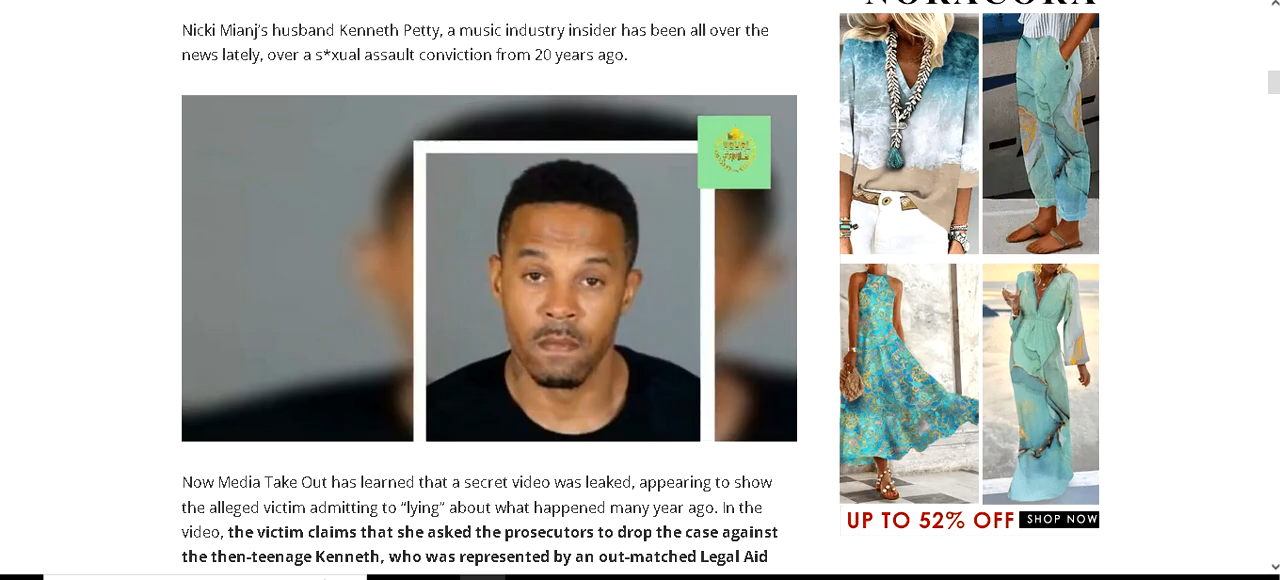 NORACORA
Nicki Mianj’s husband Kenneth Petty, a music industry insider has been all over the
news lately, over a s*xual assault conviction from 20 years ago.
Now Media Take Out has learned that a secret video was leaked, appearing to show
the alleged victim admitting to “lying” about what happened many year ago. In the
video, the victim claims that she asked the prosecutors to drop the case against
the then-teenage Kenneth, who was represented by an out-matched Legal Aid
UP TO 52% OFF SHOP NOW